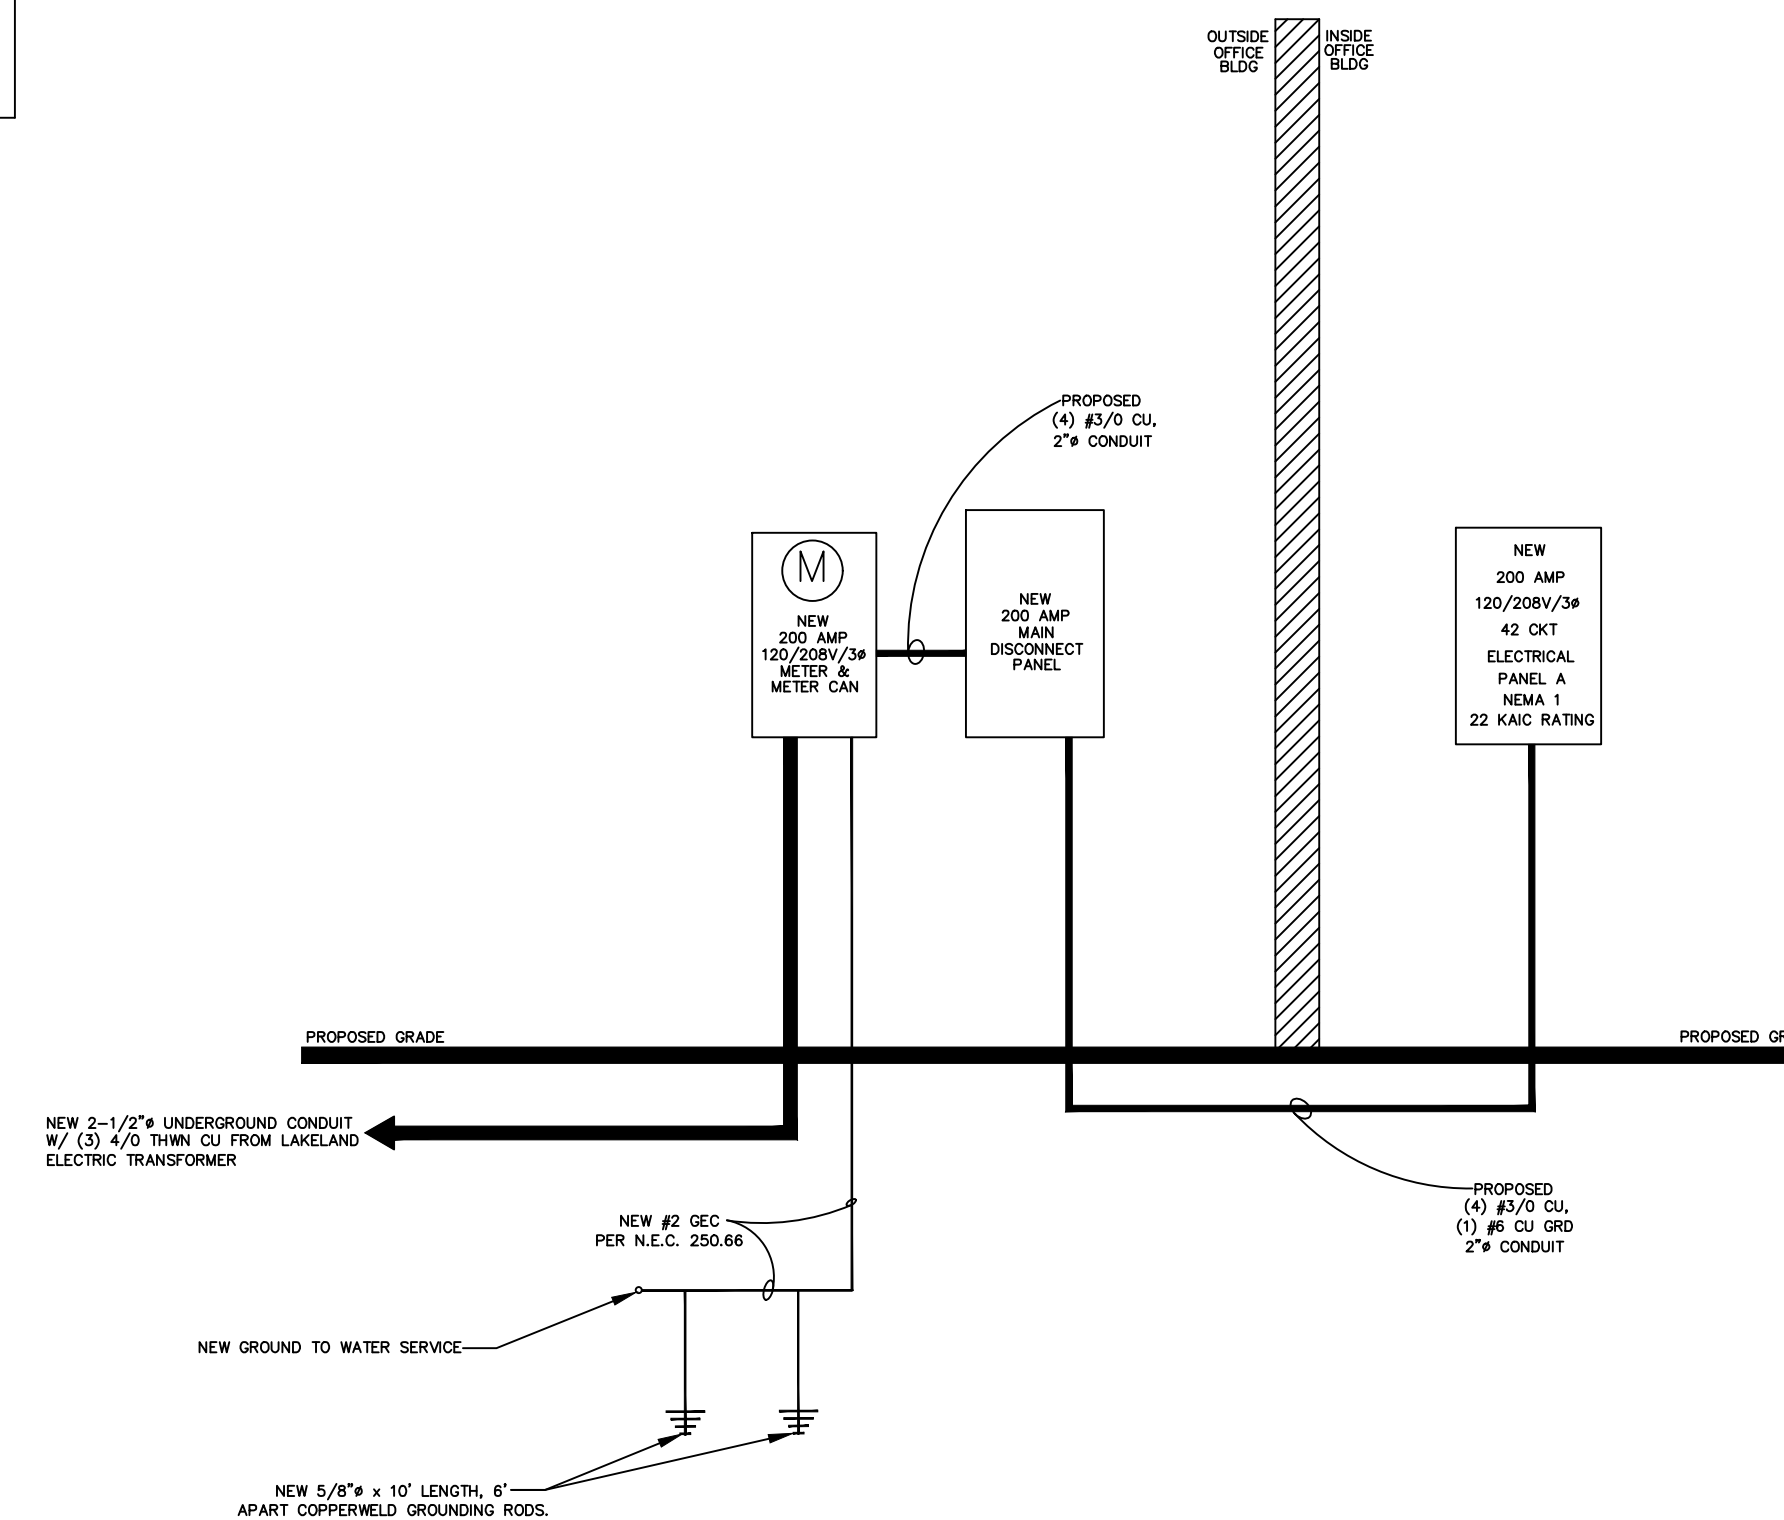 OUTSIDE
OFFICE
BLDG
INSIDE
OFFICE
BLDG
PROPOSED
(4) #3/0 CU,
2"ø CONDUIT
M
NEW
200 AMP
120/208V/3ø
METER &
METER CAN
NEW
200 AMP
MAIN
DISCONNECT
PANEL
NEW
200 AMP
120/208V/3ø
42 CKT
ELECTRICAL
PANEL A
NEMA 1
22 KAIC RATING
PROPOSED GRADE
PROPOSED GR
NEW 2-1/2"ø UNDERGROUND CONDUIT
W/ (3) 4/0 THWN CU FROM LAKELAND
ELECTRIC TRANSFORMER
PROPOSED
(4) #3/0 CU,
(1) #6 CU GRD
2"ø CONDUIT
NEW #2 GEC
PER N.E.C. 250.66
NEW GROUND TO WATER SERVICE
NEW 5/8"ø x 10' LENGTH, 6'
APART COPPERWELD GROUNDING RODS.